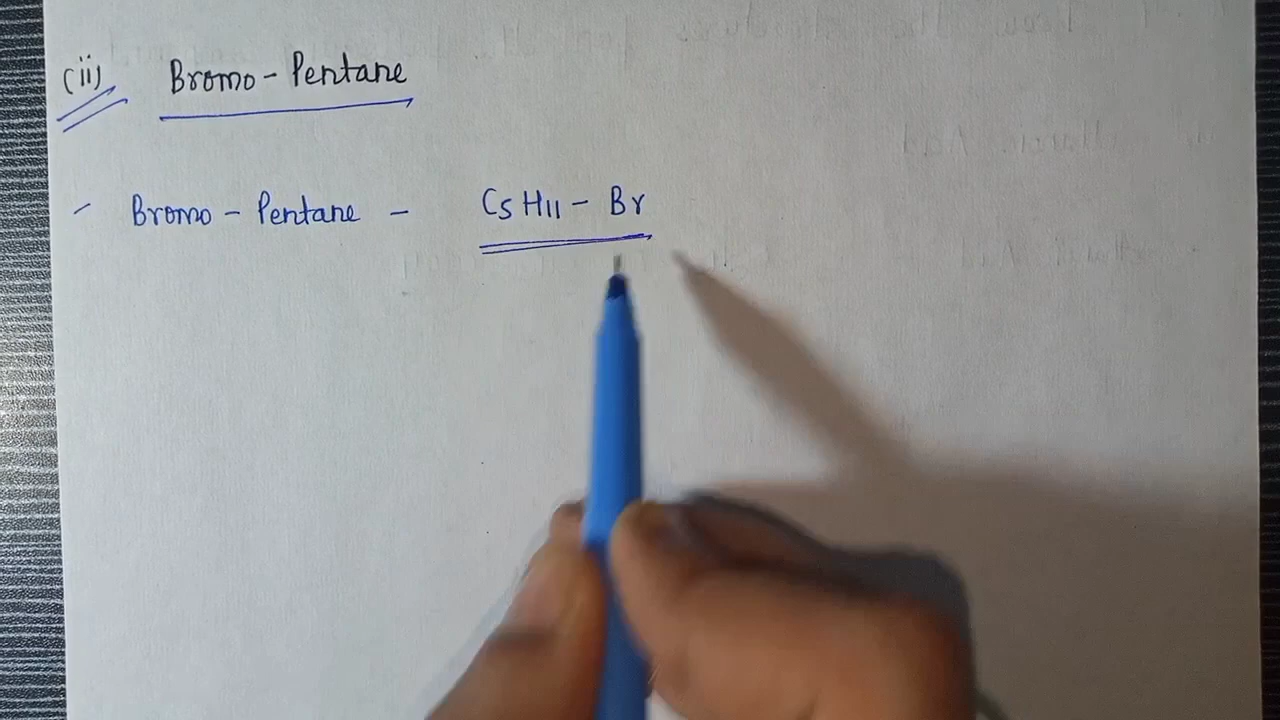 (ii) Bromo - Pentane
- Bromo - Pentane - C5H11 - Br